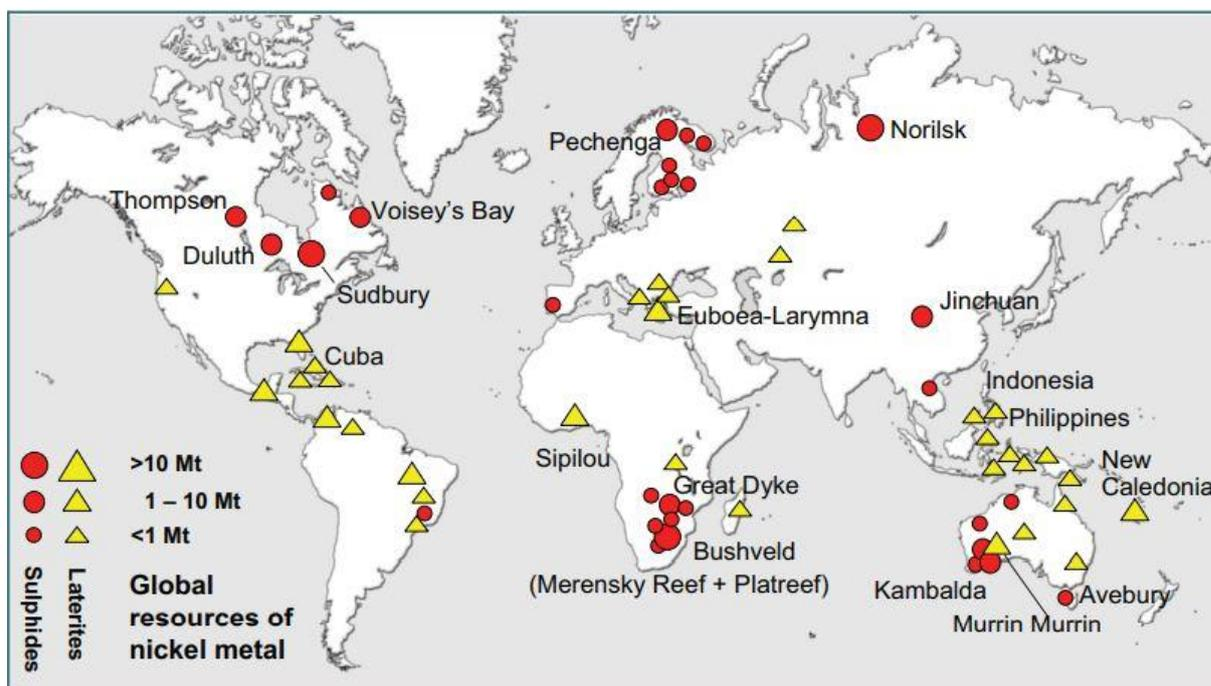 Pechenga
Norilsk
Thompson
Voisey's Bay
Duluth
Sudbury
Jinchuan
Euboea-Larymna
Cuba
Indonesia
Philippines
Sipilou
New
Caledonia
Great Dyke
Bushveld
(Merensky Reef + Platreef)
Kambalda
Avebury
Murrin Murrin
>10 Mt
1 – 10 Mt
<1 Mt
Sulphides
Laterites
Global
resources of
nickel metal